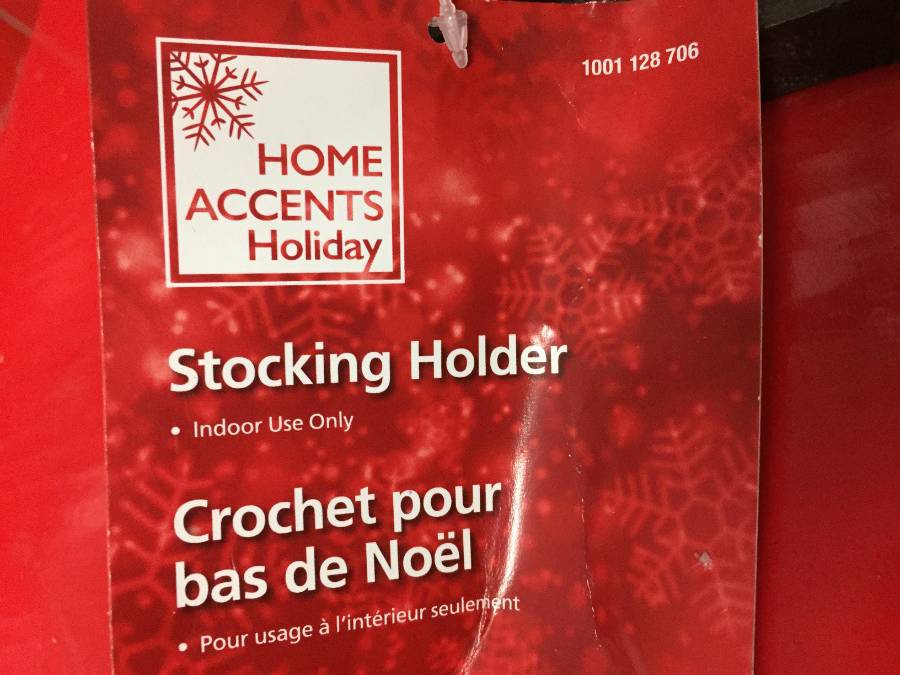 1001 128 706
HOME
ACCENTS
Holiday
Stocking Holder
• Indoor Use Only
Crochet pour
bas de Noël
• Pour usage à l'intérieur seulement